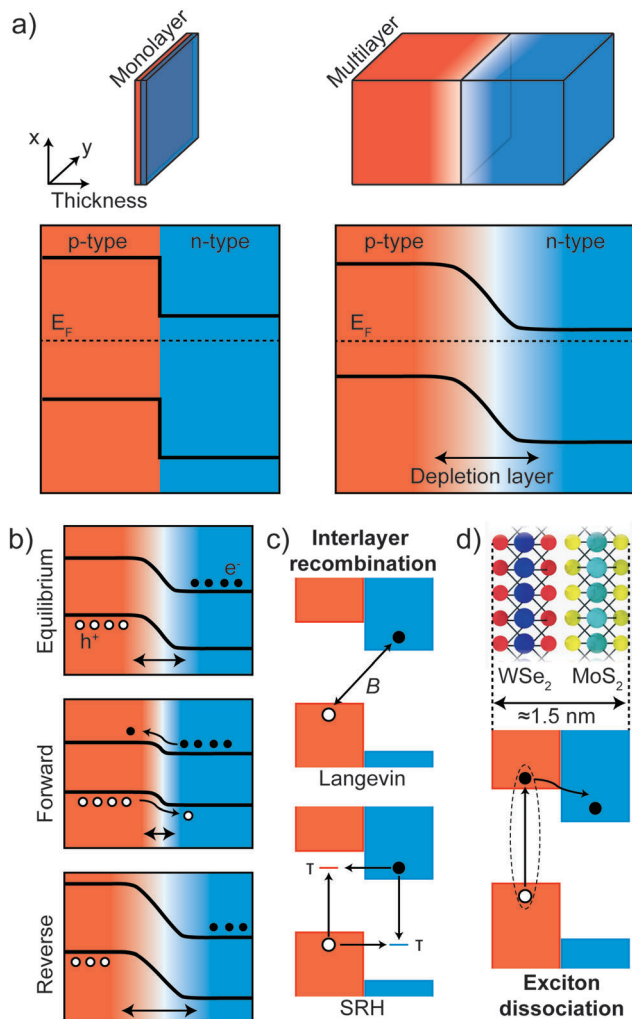 a)
Monolayer
Multilayer
x
y
Thickness
p-type
n-type
E_F
p-type
n-type
E_F
Depletion layer
b)
Equilibrium
e⁻
h⁺
Forward
Reverse
c)
Interlayer
recombination
B
Langevin
τ
τ
SRH
d)
WSe₂
MoS₂
≈1.5 nm
Exciton
dissociation